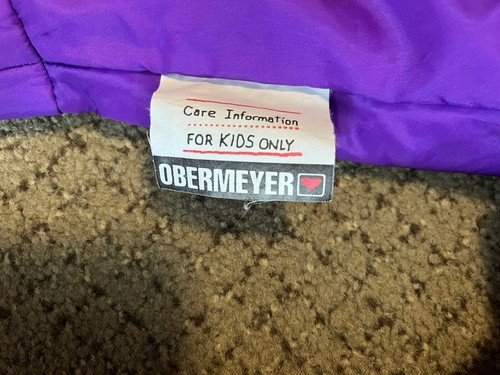 Care Information
FOR KIDS ONLY
OBERMEYER